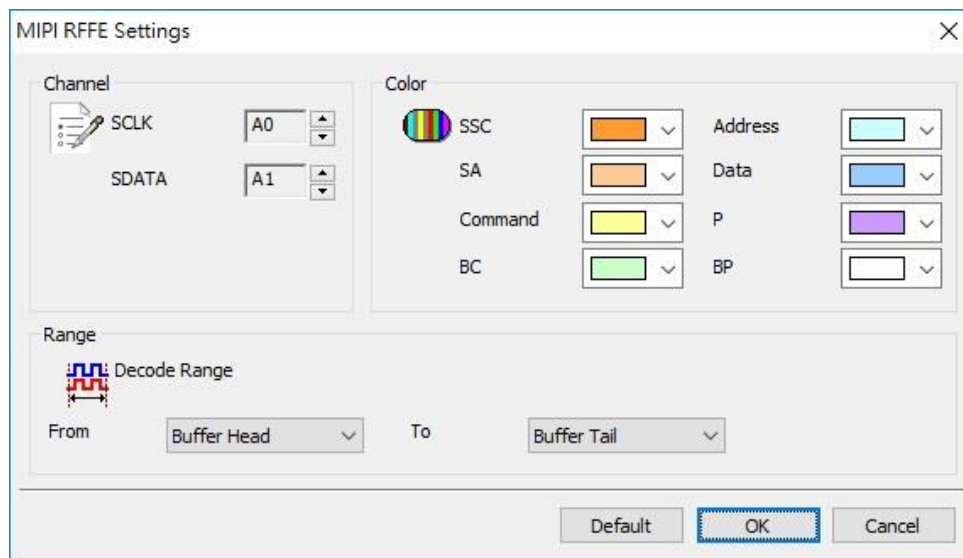 MIPI RFFE Settings
Channel
SCLK A0
SDATA A1
Color
SSC Address
SA Data
Command P
BC BP
Range
Decode Range
From Buffer Head To Buffer Tail
Default OK Cancel